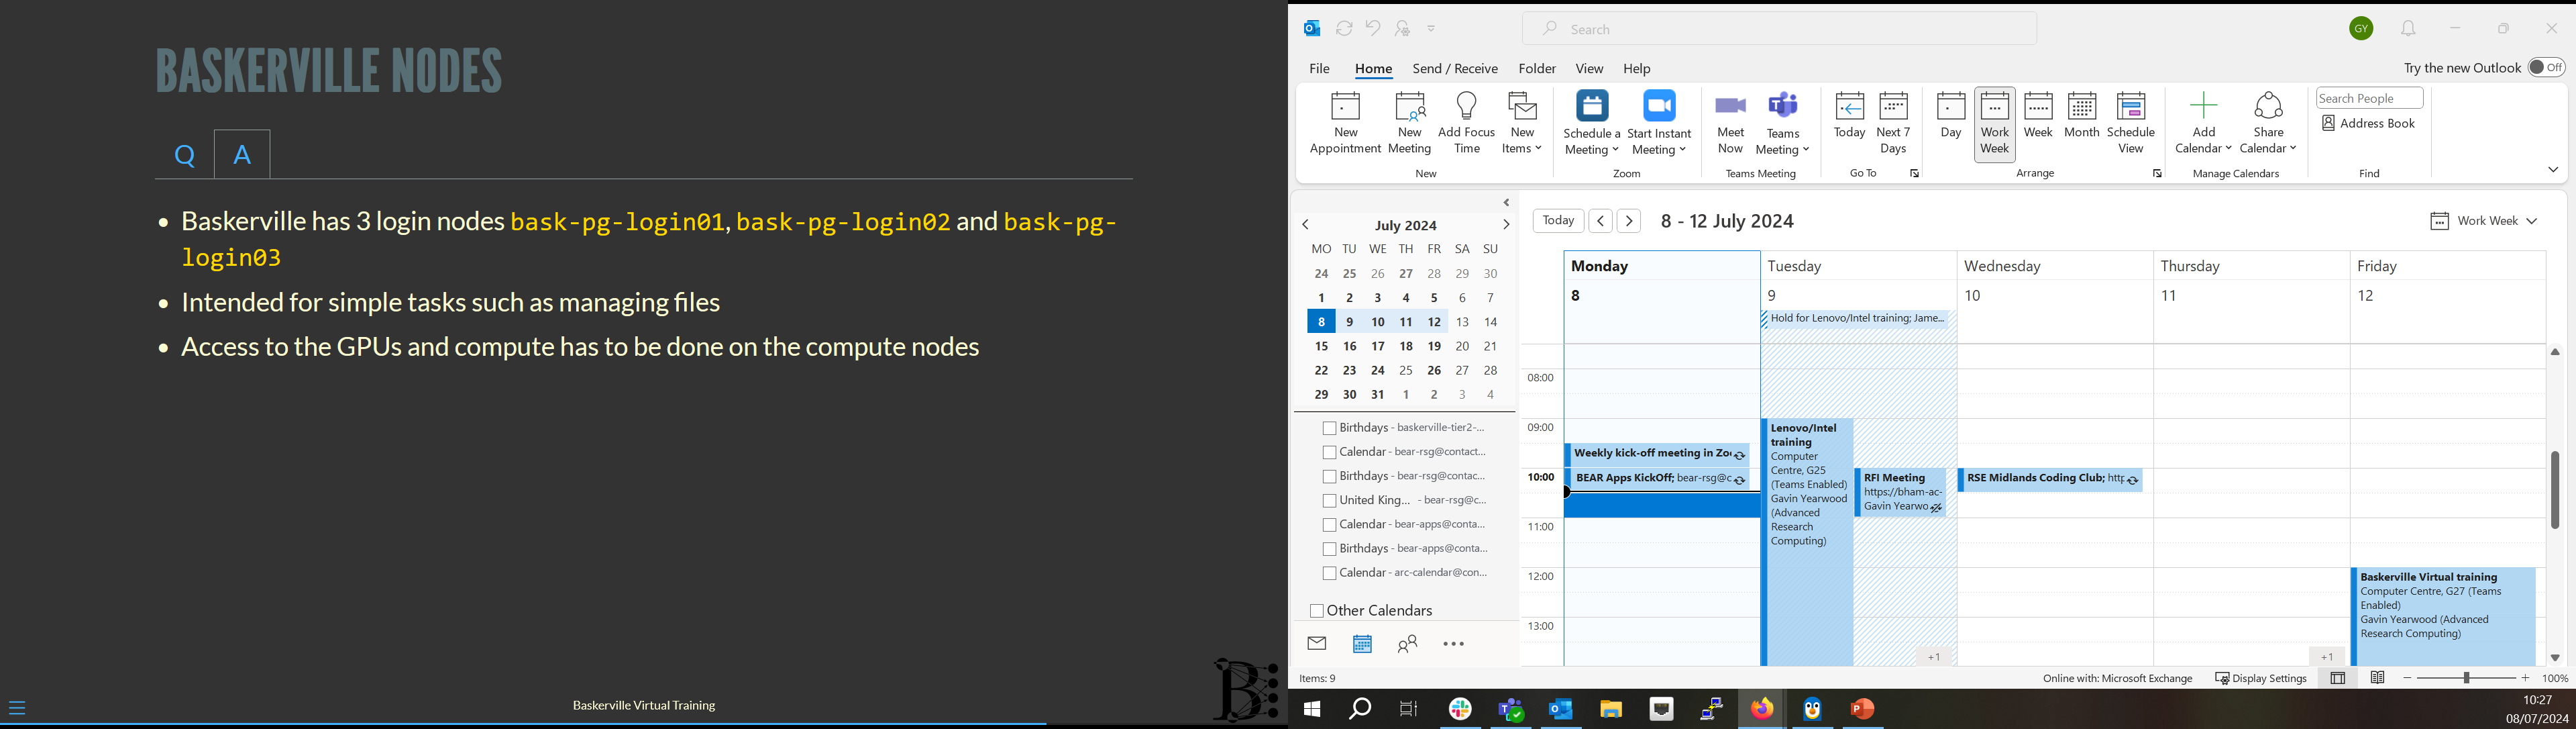 BASKERVILLE NODES
Q A
• Baskerville has 3 login nodes bask-pg-login01, bask-pg-login02 and bask-pg-
login03
• Intended for simple tasks such as managing files
• Access to the GPUs and compute has to be done on the compute nodes
Baskerville Virtual Training
Search
GY
File Home Send / Receive Folder View Help
Try the new Outlook Off
New Appointment
New Meeting
Add Focus Time
New Items
New
Schedule a Meeting
Start Instant Meeting
Zoom
Meet Now
Teams Meeting
Teams Meeting
Today
Next 7 Days
Go To
Day
Work Week
Week
Month
Schedule View
Arrange
Add Calendar
Share Calendar
Manage Calendars
Search People
Address Book
Find
July 2024
MO TU WE TH FR SA SU
24 25 26 27 28 29 30
1 2 3 4 5 6 7
8 9 10 11 12 13 14
15 16 17 18 19 20 21
22 23 24 25 26 27 28
29 30 31 1 2 3 4
Birthdays - baskerville-tier2-...
Calendar - bear-rsg@contact...
Birthdays - bear-rsg@contac...
United King... - bear-rsg@c...
Calendar - bear-apps@conta...
Birthdays - bear-apps@conta...
Calendar - arc-calendar@con...
Other Calendars
Today 8 - 12 July 2024
Work Week
Monday Tuesday Wednesday Thursday Friday
8 9 10 11 12
Hold for Lenovo/Intel training; Jame...
08:00
09:00
10:00
11:00
12:00
13:00
Weekly kick-off meeting in Zo
BEAR Apps KickOff; bear-rsg@c
Lenovo/Intel
training
Computer
Centre, G25
(Teams Enabled)
Gavin Yearwood
(Advanced
Research
Computing)
RFI Meeting
https://bham-ac-
Gavin Yearwo
RSE Midlands Coding Club; http
Baskerville Virtual training
Computer Centre, G27 (Teams
Enabled)
Gavin Yearwood (Advanced
Research Computing)
+1
+1
Items: 9
Online with: Microsoft Exchange
Display Settings
100%
10:27
08/07/2024